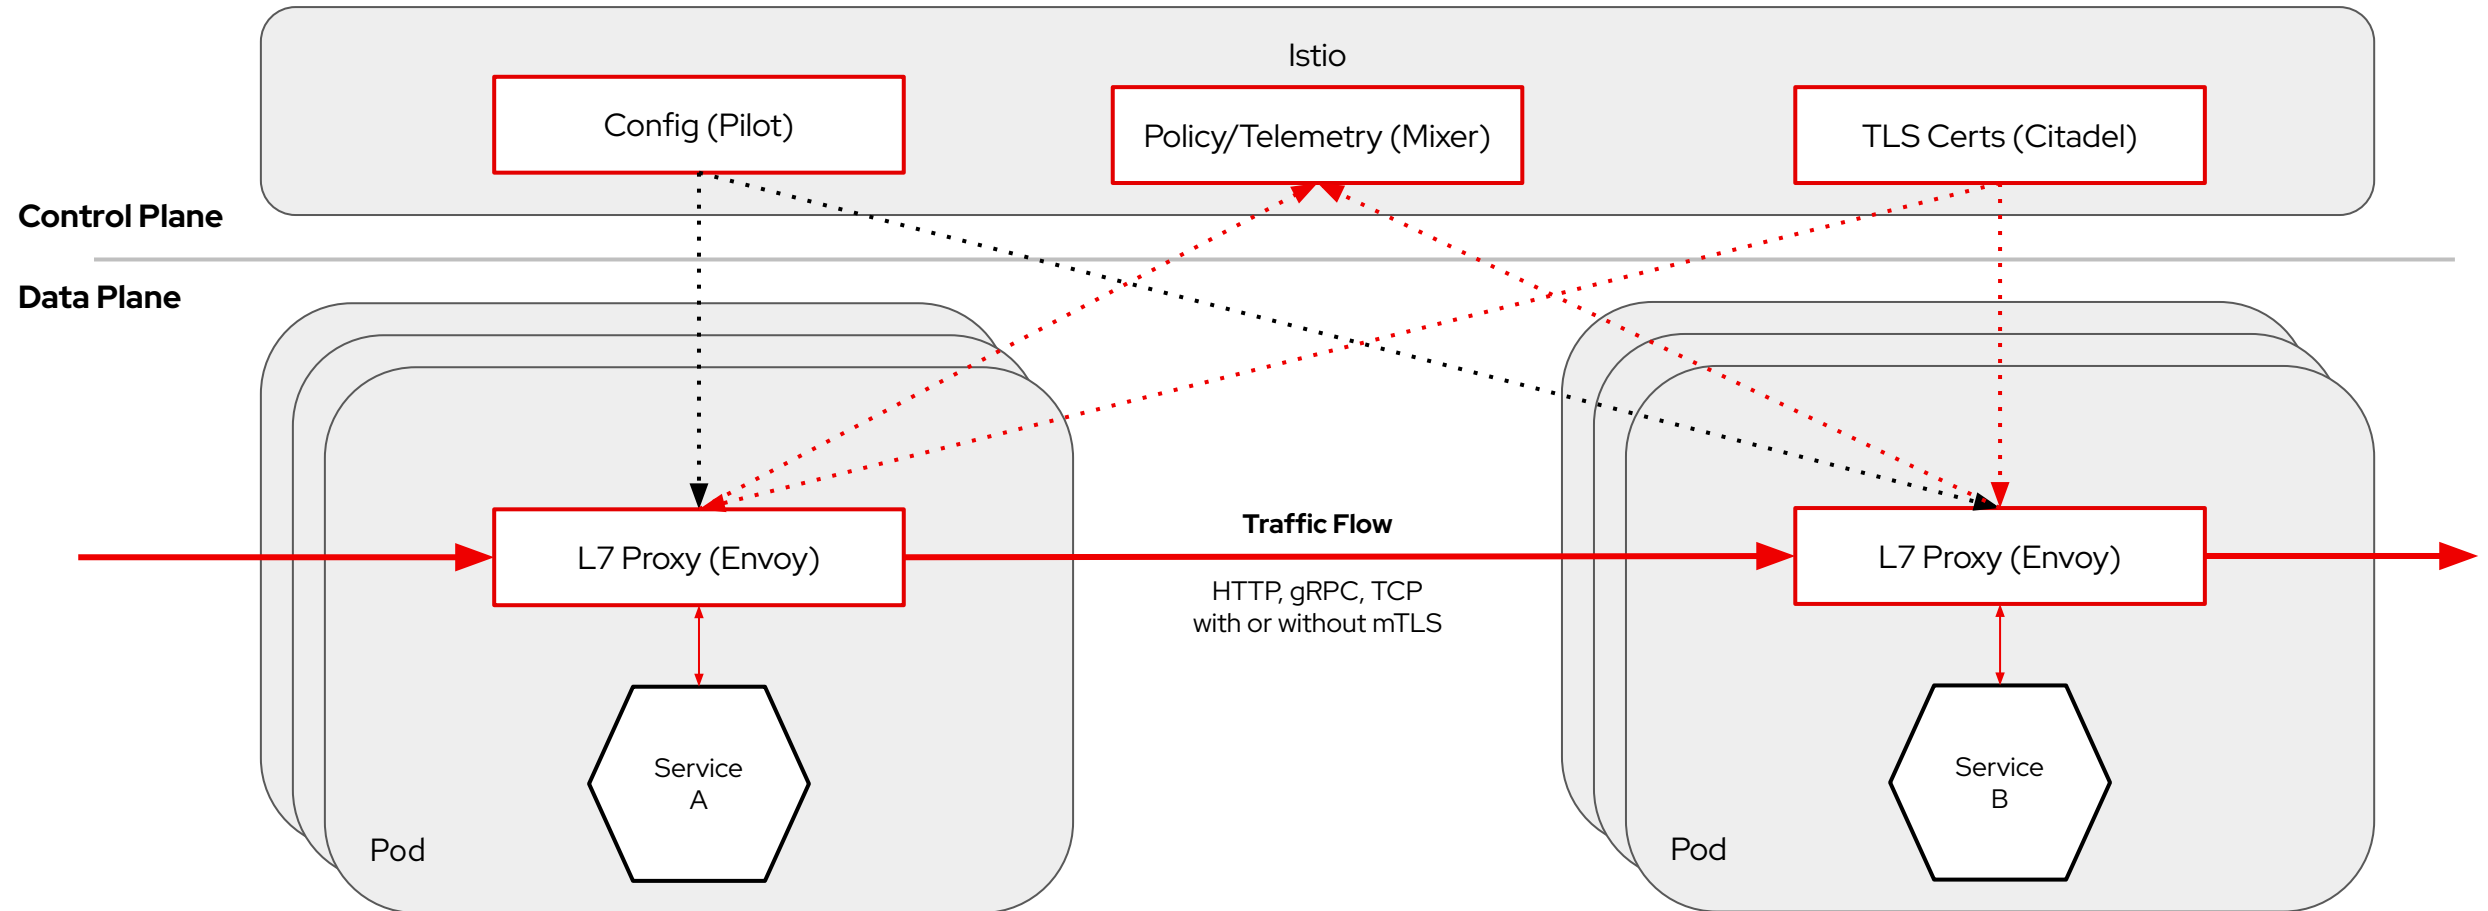 Istio
Config (Pilot)
Policy/Telemetry (Mixer)
TLS Certs (Citadel)
Control Plane
Data Plane
Traffic Flow
L7 Proxy (Envoy)
L7 Proxy (Envoy)
HTTP, gRPC, TCP
with or without mTLS
Service
A
Service
B
Pod
Pod